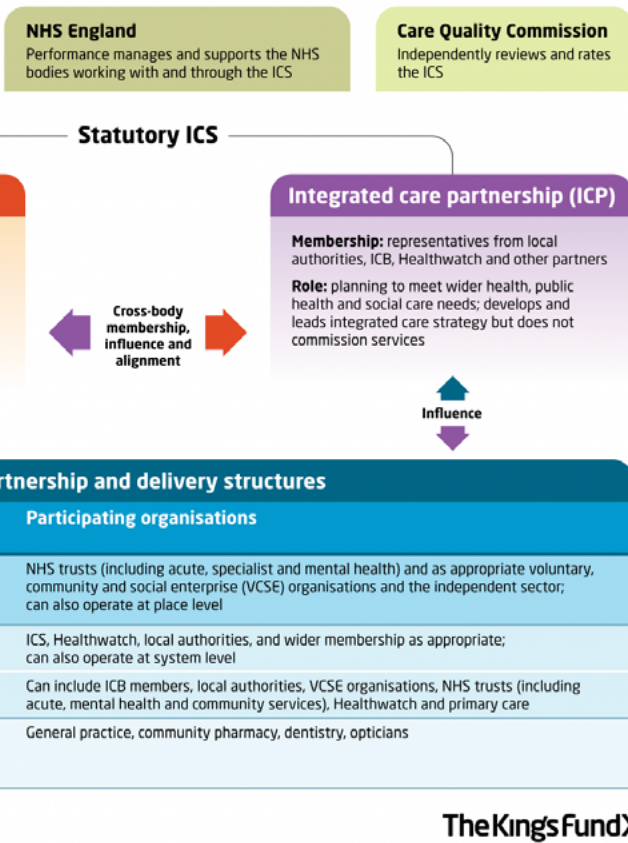 NHS England
Performance manages and supports the NHS
bodies working with and through the ICS
Care Quality Commission
Independently reviews and rates
the ICS
Statutory ICS
Integrated care partnership (ICP)
Membership: representatives from local
authorities, ICB, Healthwatch and other partners
Role: planning to meet wider health, public
health and social care needs; develops and
leads integrated care strategy but does not
commission services
Cross-body
membership,
influence and
alignment
Influence
rtnership and delivery structures
Participating organisations
NHS trusts (including acute, specialist and mental health) and as appropriate voluntary,
community and social enterprise (VCSE) organisations and the independent sector;
can also operate at place level
ICS, Healthwatch, local authorities, and wider membership as appropriate;
can also operate at system level
Can include ICB members, local authorities, VCSE organisations, NHS trusts (including
acute, mental health and community services), Healthwatch and primary care
General practice, community pharmacy, dentistry, opticians
TheKingsFund